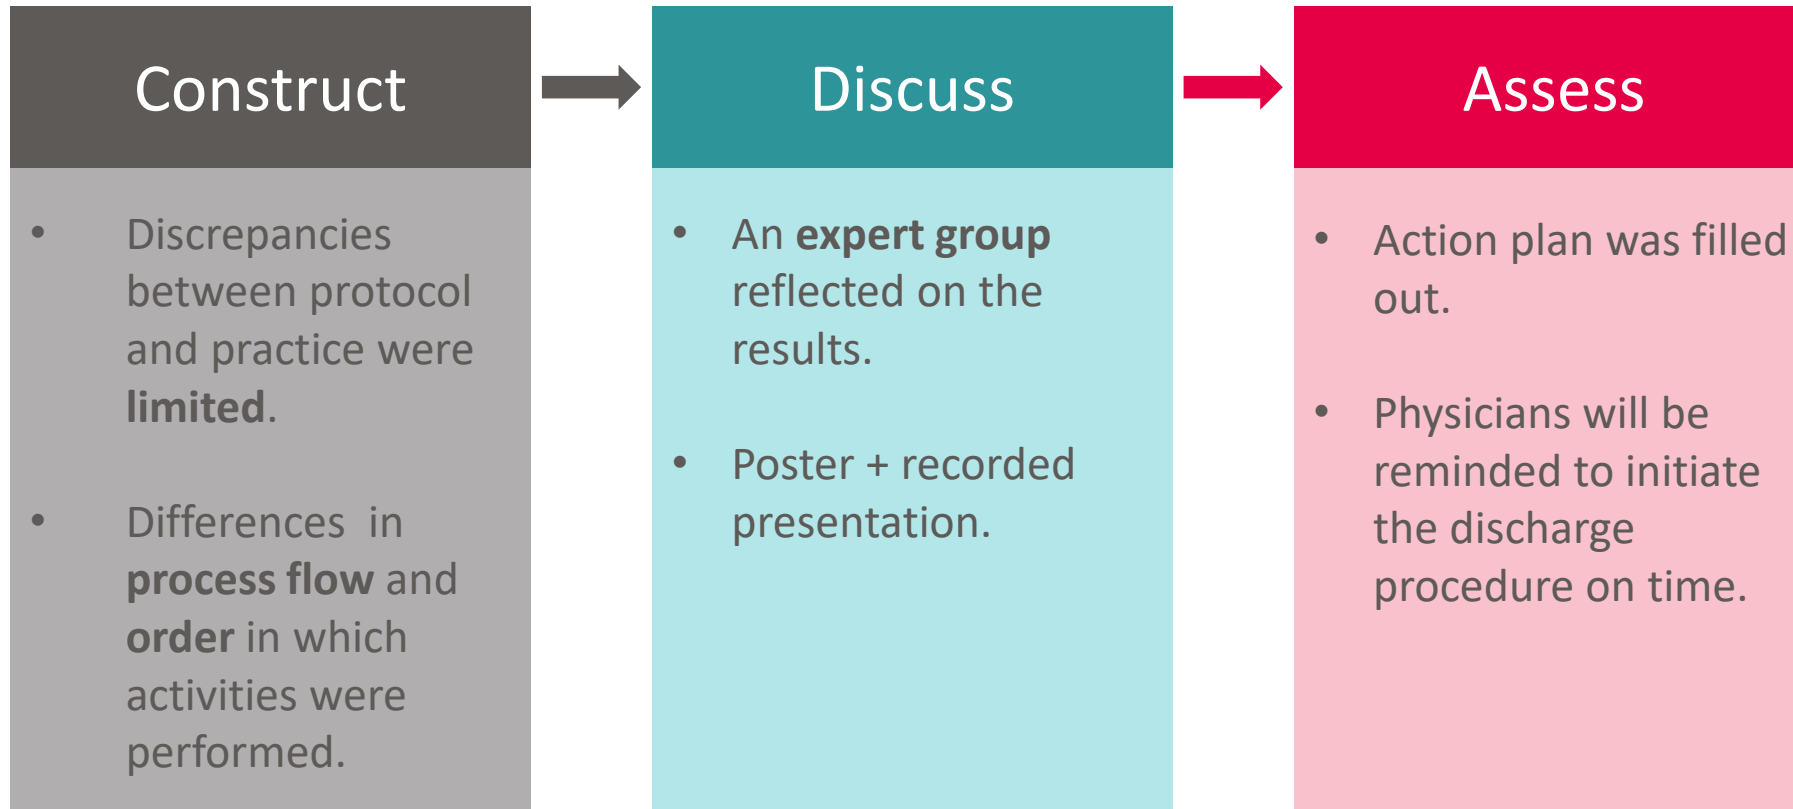 Construct
• Discrepancies
between protocol
and practice were
limited.
• Differences  in
process flow and
order in which
activities were
performed.
Discuss
• An expert group
reflected on the
results.
• Poster + recorded
presentation.
Assess
• Action plan was filled
out.
• Physicians will be
reminded to initiate
the discharge
procedure on time.